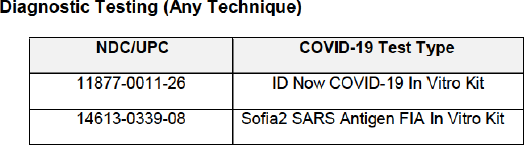 Diagnostic Testing (Any Technique)
NDC/UPC COVID-19 Test Type
11877-0011-26 ID Now COVID-19 In Vitro Kit
14613-0339-08 Sofia2 SARS Antigen FIA In Vitro Kit